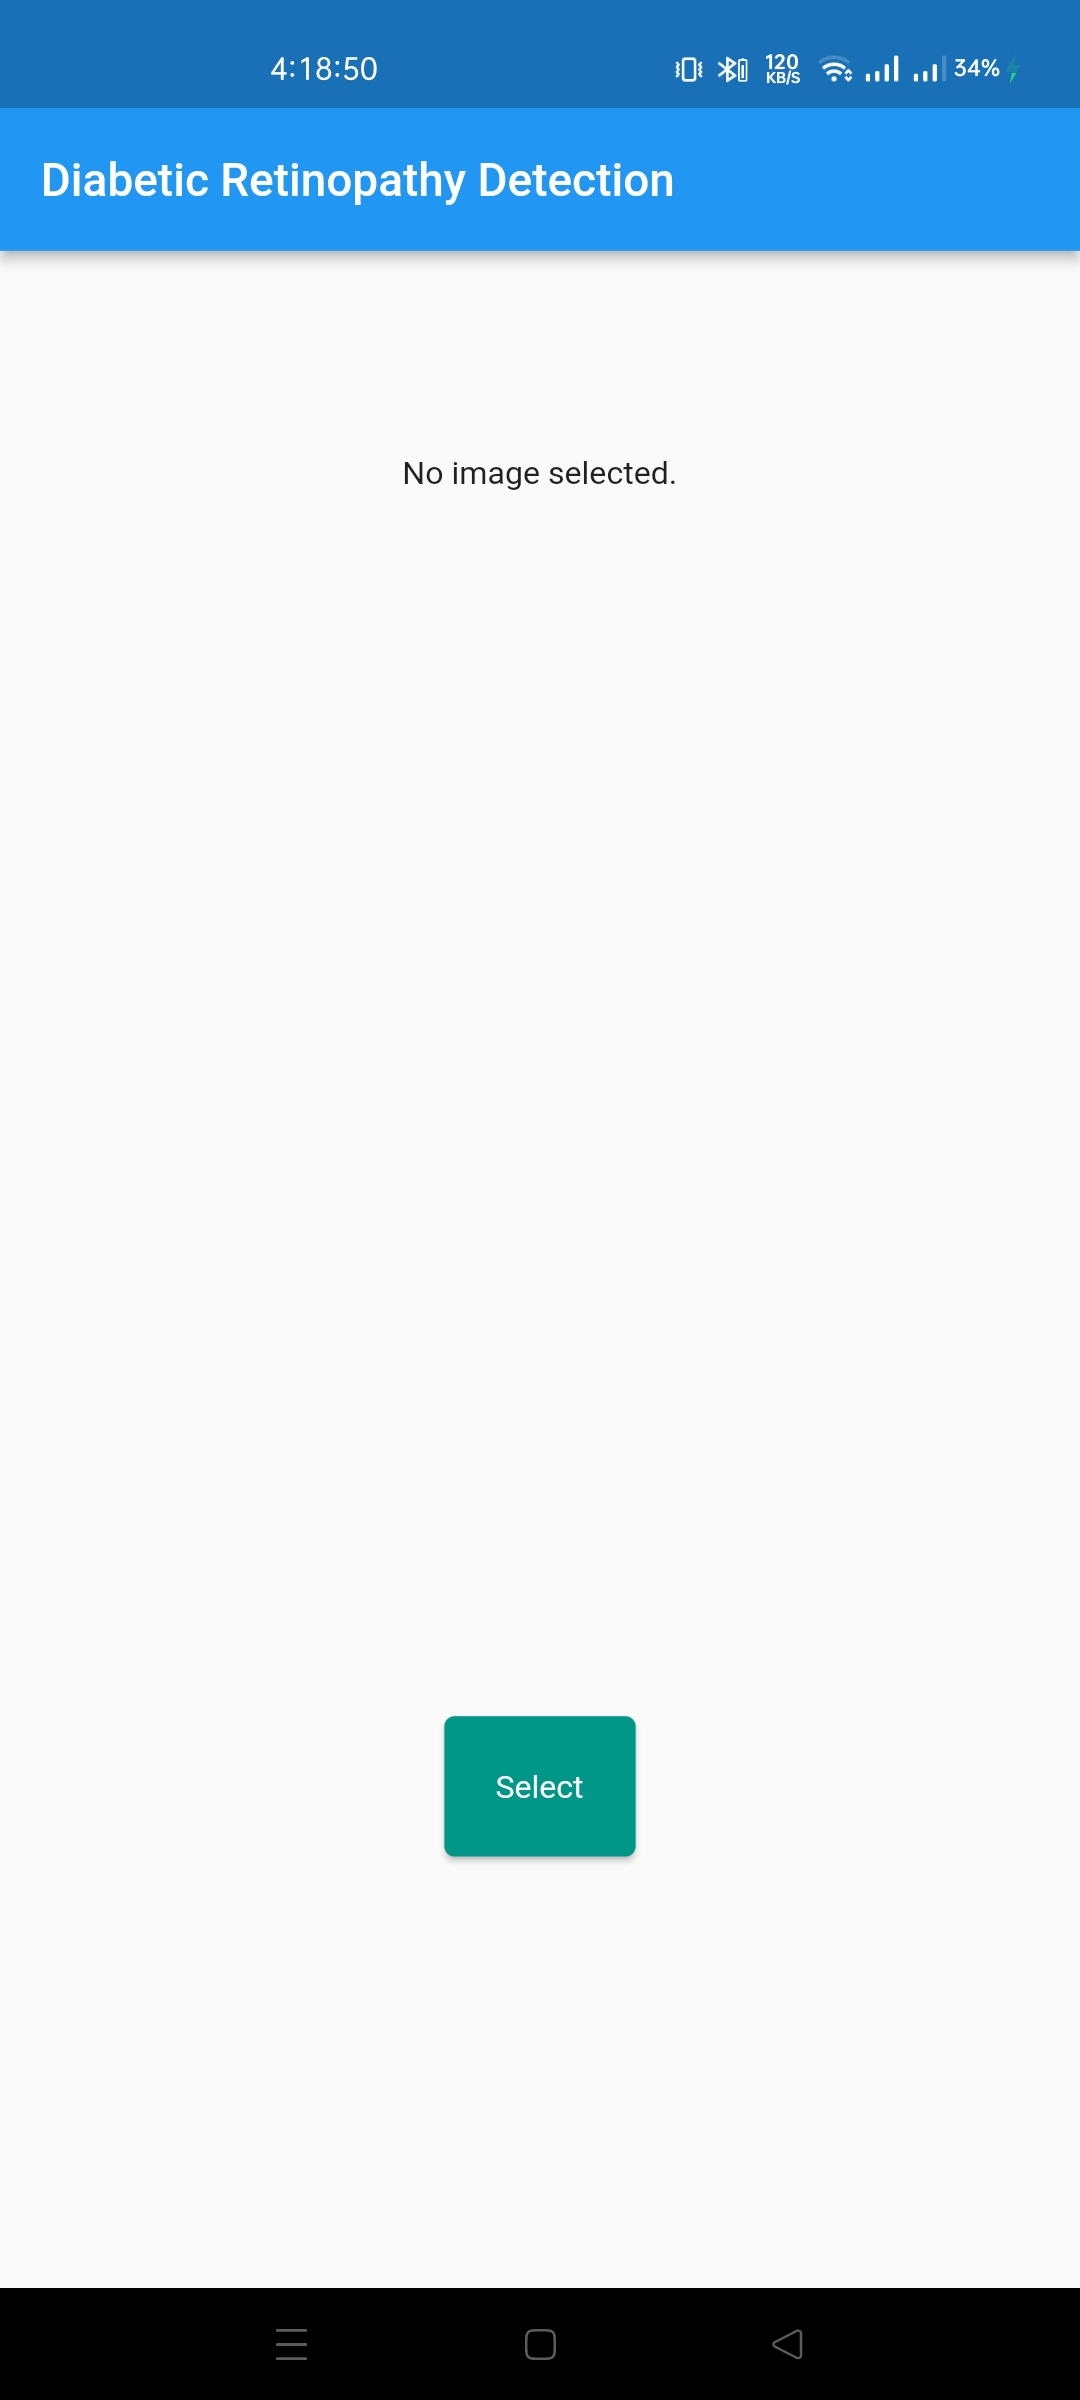 4:18:50
120
KB/S
34%
Diabetic Retinopathy Detection
No image selected.
Select